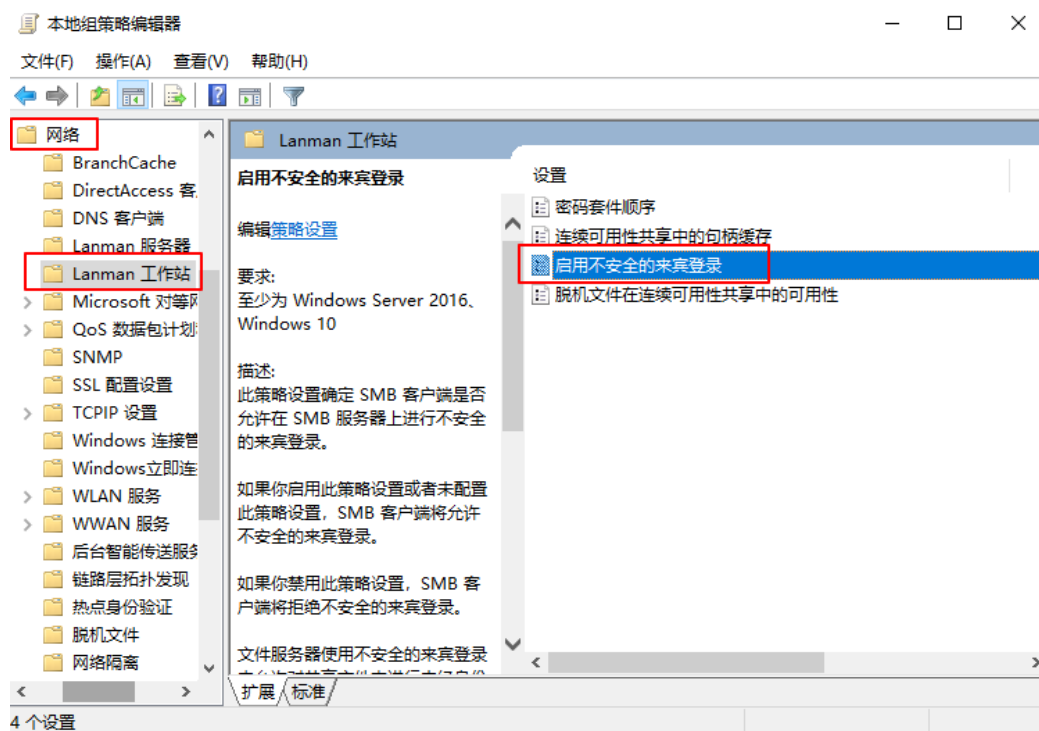 本地组策略编辑器
文件(F) 操作(A) 查看(V) 帮助(H)
网络
BranchCache
DirectAccess 客
DNS 客户端
Lanman 服务器
Lanman 工作站
Microsoft 对等网
QoS 数据包计划
SNMP
SSL 配置设置
TCPIP 设置
Windows 连接管
Windows立即连
WLAN 服务
WWAN 服务
后台智能传送服务
链路层拓扑发现
热点身份验证
脱机文件
网络隔离
Lanman 工作站
启用不安全的来宾登录
编辑策略设置
要求:
至少为 Windows Server 2016、
Windows 10
描述:
此策略设置确定 SMB 客户端是否
允许在 SMB 服务器上进行不安全
的来宾登录。
如果你启用此策略设置或者未配置
此策略设置，SMB 客户端将允许
不安全的来宾登录。
如果你禁用此策略设置，SMB 客
户端将拒绝不安全的来宾登录。
文件服务器使用不安全的来宾登录
设置
密码套件顺序
连续可用性共享中的句柄缓存
启用不安全的来宾登录
脱机文件在连续可用性共享中的可用性
扩展 标准
4 个设置